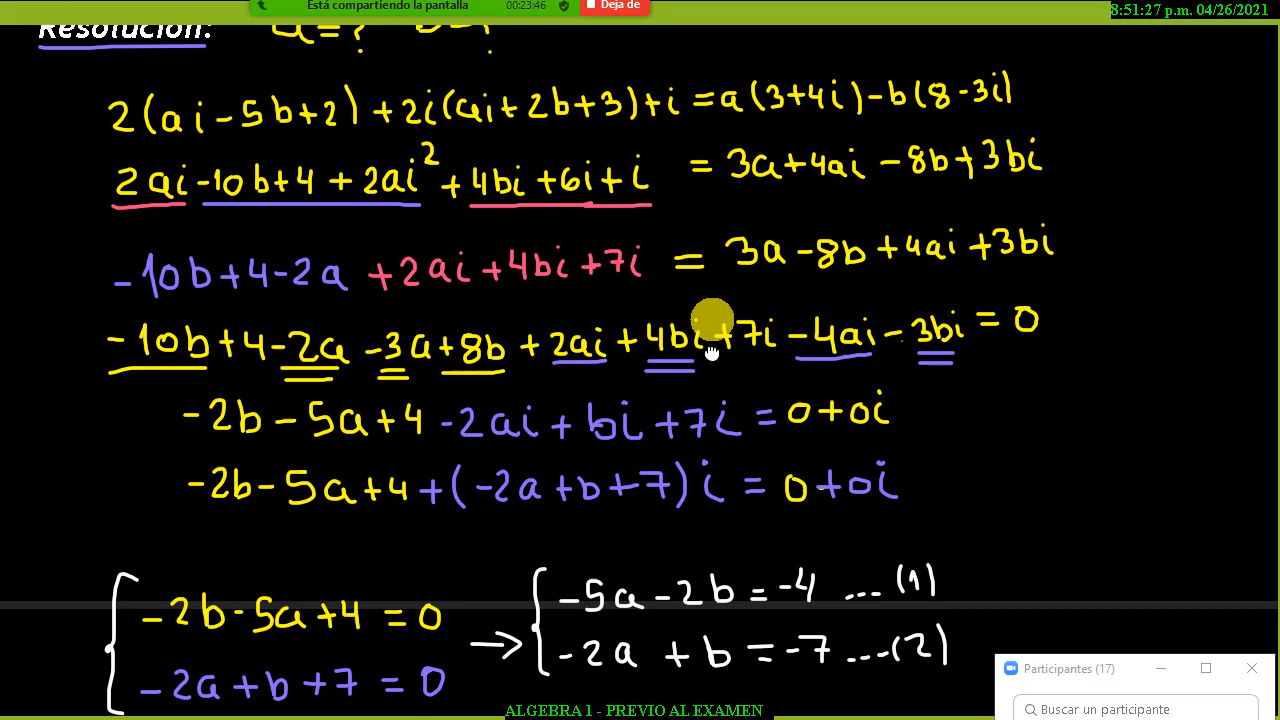 Está compartiendo la pantalla 00:23:46 Deja de
8:51:27 p.m. 04/26/2021
Resolución: a=? b=?
2(ai-5b+2)+2i(ai+2b+3)+i=a(3+4i)-b(8-3i)
2ai-10b+4+2ai²+4bi+6i+i = 3a+4ai-8b+3bi
-10b+4-2a+2ai+4bi+7i = 3a-8b+4ai+3bi
-10b+4-2a-3a+8b+2ai+4bi+7i-4ai-3bi=0
-2b-5a+4-2ai+bi+7i=0+0i
-2b-5a+4+(-2a+b+7)i=0+0i
-5a-2b=-4 ...(1)
-2b-5a+4=0 →
-2a+b=-7 ...(2)
-2a+b+7=0
Participantes (17)
Buscar un participante
ALGEBRA 1 - PREVIO AL EXAMEN